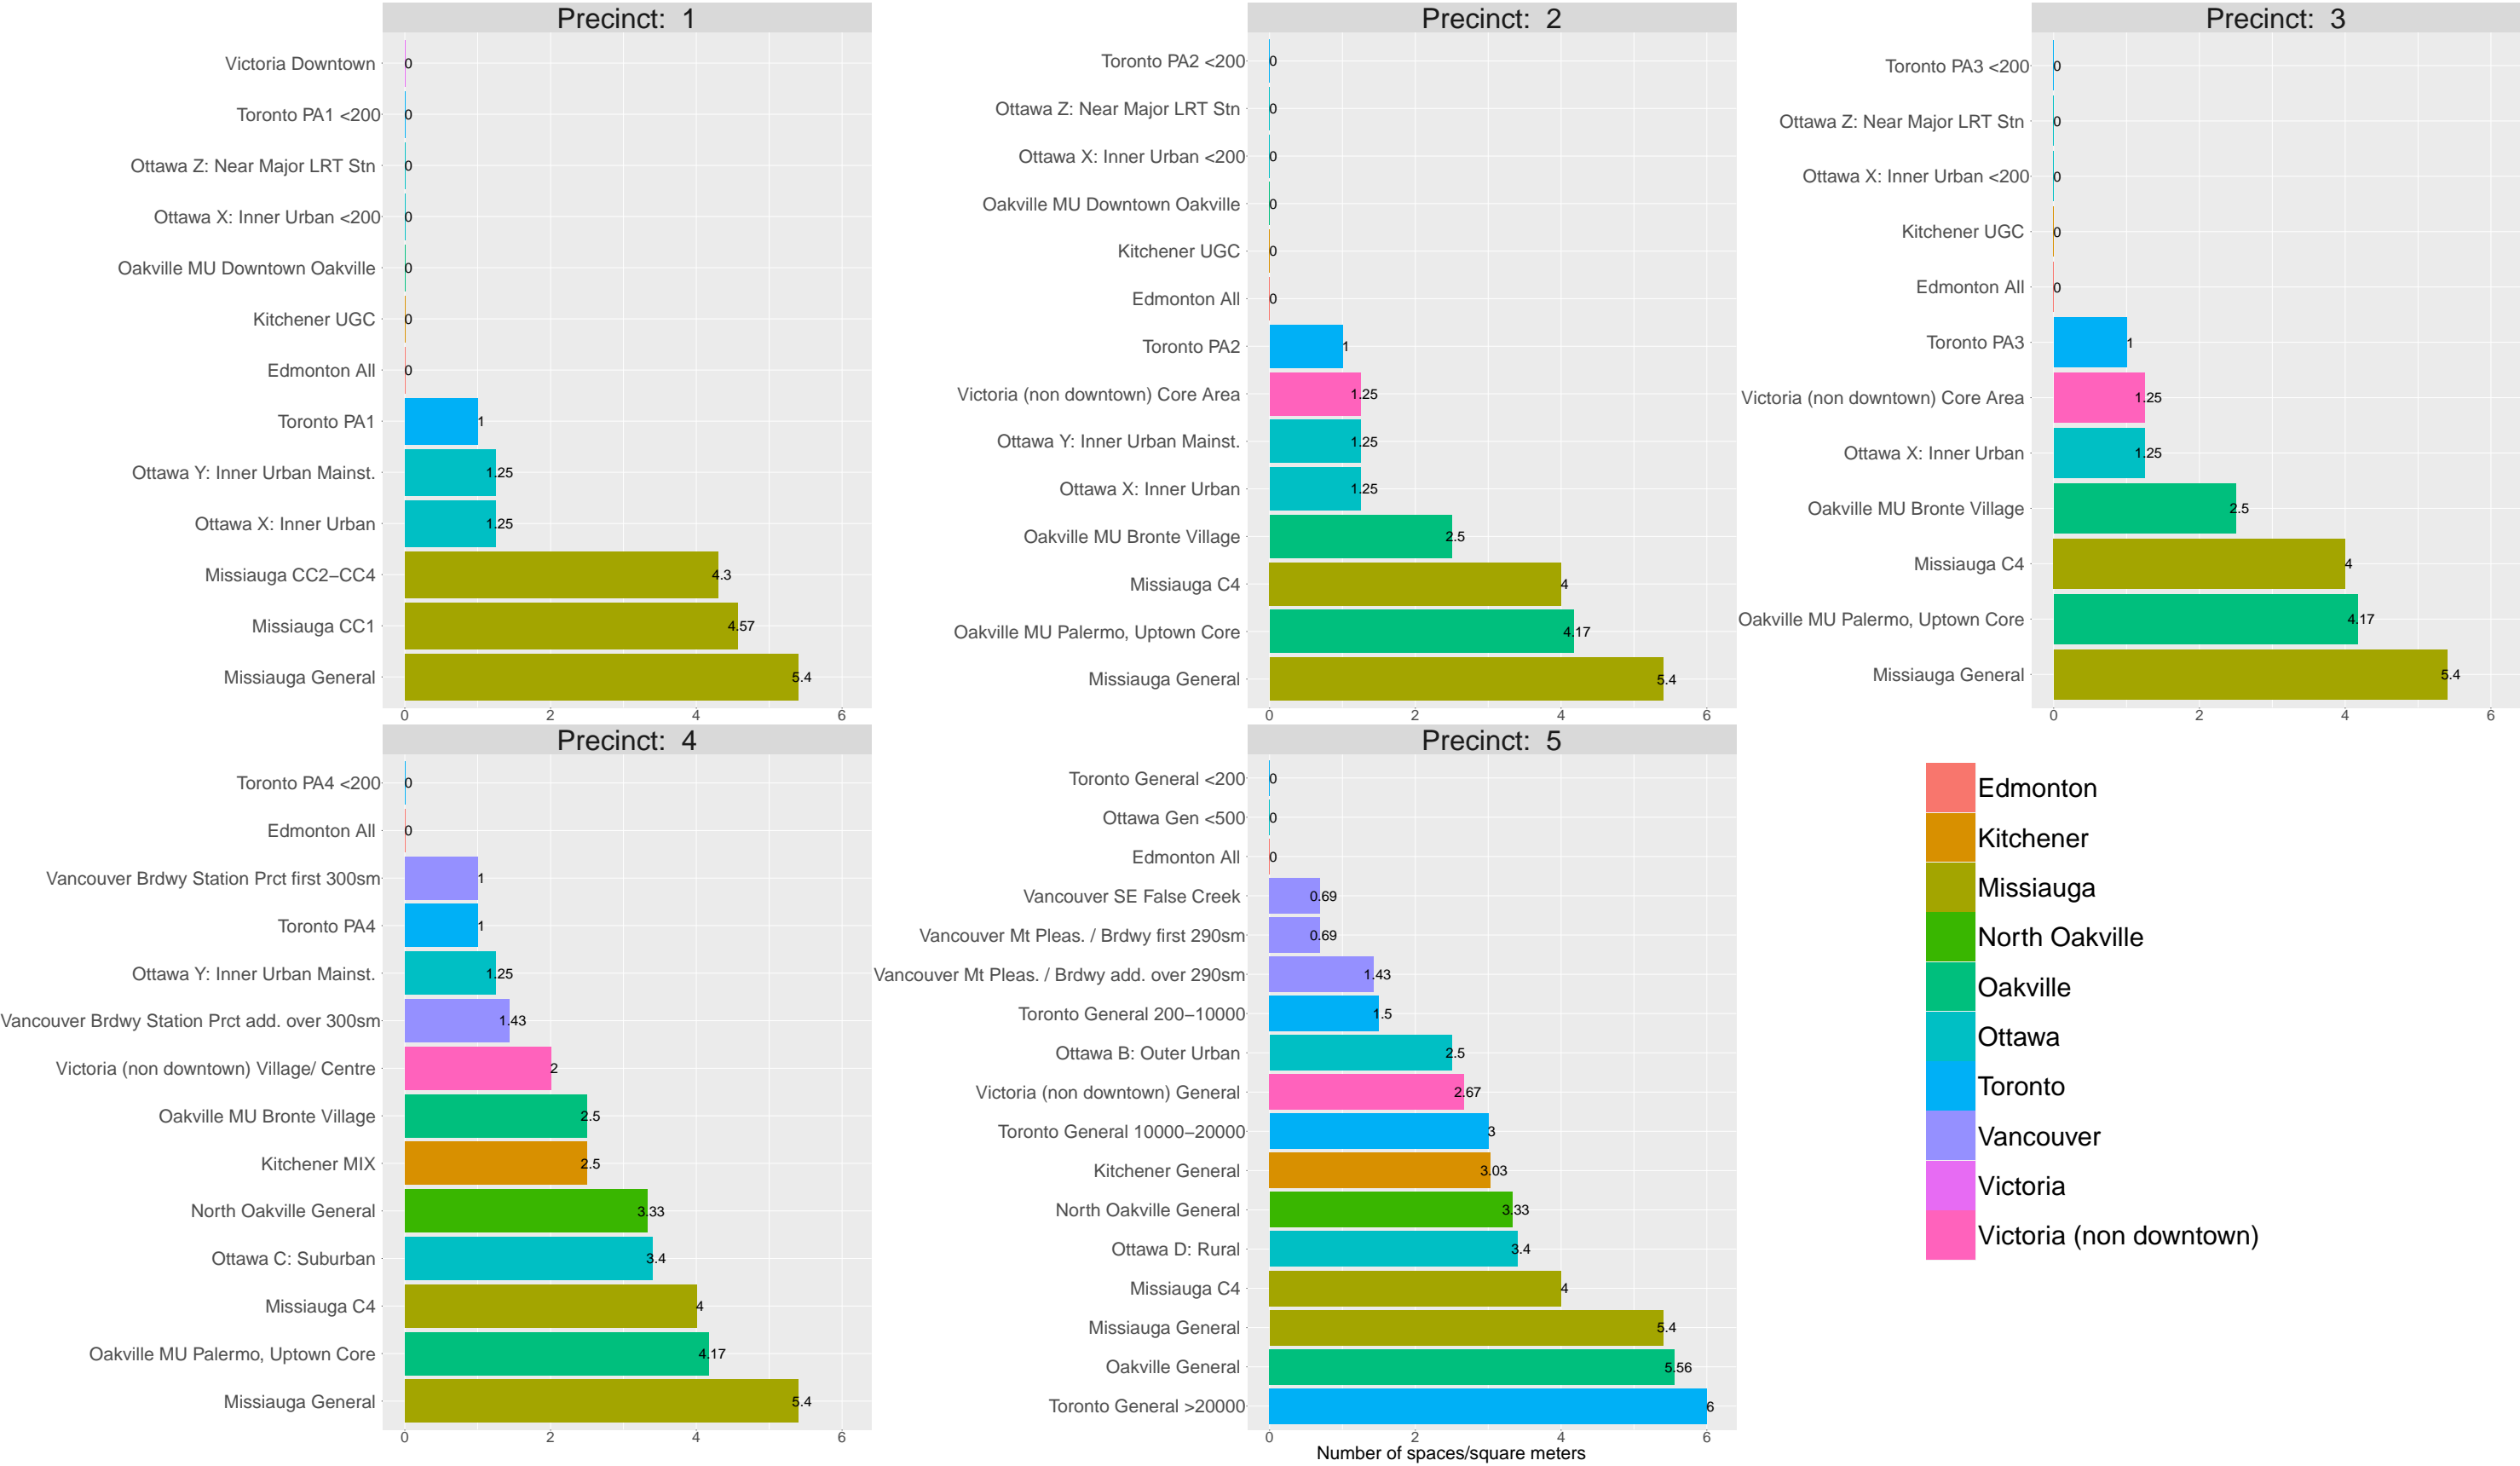 Precinct:  1
Victoria Downtown 0
Toronto PA1 <200 0
Ottawa Z: Near Major LRT Stn 0
Ottawa X: Inner Urban <200 0
Oakville MU Downtown Oakville 0
Kitchener UGC 0
Edmonton All 0
Toronto PA1 1
Ottawa Y: Inner Urban Mainst. 1.25
Ottawa X: Inner Urban 1.25
Missiauga CC2−CC4 4.3
Missiauga CC1 4.57
Missiauga General 5.4
0 2 4 6
Precinct:  2
Toronto PA2 <200 0
Ottawa Z: Near Major LRT Stn 0
Ottawa X: Inner Urban <200 0
Oakville MU Downtown Oakville 0
Kitchener UGC 0
Edmonton All 0
Toronto PA2 1
Victoria (non downtown) Core Area 1.25
Ottawa Y: Inner Urban Mainst. 1.25
Ottawa X: Inner Urban 1.25
Oakville MU Bronte Village 2.5
Missiauga C4 4
Oakville MU Palermo, Uptown Core 4.17
Missiauga General 5.4
0 2 4 6
Precinct:  3
Toronto PA3 <200 0
Ottawa Z: Near Major LRT Stn 0
Ottawa X: Inner Urban <200 0
Kitchener UGC 0
Edmonton All 0
Toronto PA3 1
Victoria (non downtown) Core Area 1.25
Ottawa X: Inner Urban 1.25
Oakville MU Bronte Village 2.5
Missiauga C4 4
Oakville MU Palermo, Uptown Core 4.17
Missiauga General 5.4
0 2 4 6
Precinct:  4
Toronto PA4 <200 0
Edmonton All 0
Vancouver Brdwy Station Prct first 300sm 1
Toronto PA4 1
Ottawa Y: Inner Urban Mainst. 1.25
Vancouver Brdwy Station Prct add. over 300sm 1.43
Victoria (non downtown) Village/ Centre 2
Oakville MU Bronte Village 2.5
Kitchener MIX 2.5
North Oakville General 3.33
Ottawa C: Suburban 3.4
Missiauga C4 4
Oakville MU Palermo, Uptown Core 4.17
Missiauga General 5.4
0 2 4 6
Precinct:  5
Toronto General <200 0
Ottawa Gen <500 0
Edmonton All 0
Vancouver SE False Creek 0.69
Vancouver Mt Pleas. / Brdwy first 290sm 0.69
Vancouver Mt Pleas. / Brdwy add. over 290sm 1.43
Toronto General 200−10000 1.5
Ottawa B: Outer Urban 2.5
Victoria (non downtown) General 2.67
Toronto General 10000−20000 3
Kitchener General 3.03
North Oakville General 3.33
Ottawa D: Rural 3.4
Missiauga C4 4
Missiauga General 5.4
Oakville General 5.56
Toronto General >20000 6
0 2 4 6
Number of spaces/square meters
Edmonton
Kitchener
Missiauga
North Oakville
Oakville
Ottawa
Toronto
Vancouver
Victoria
Victoria (non downtown)